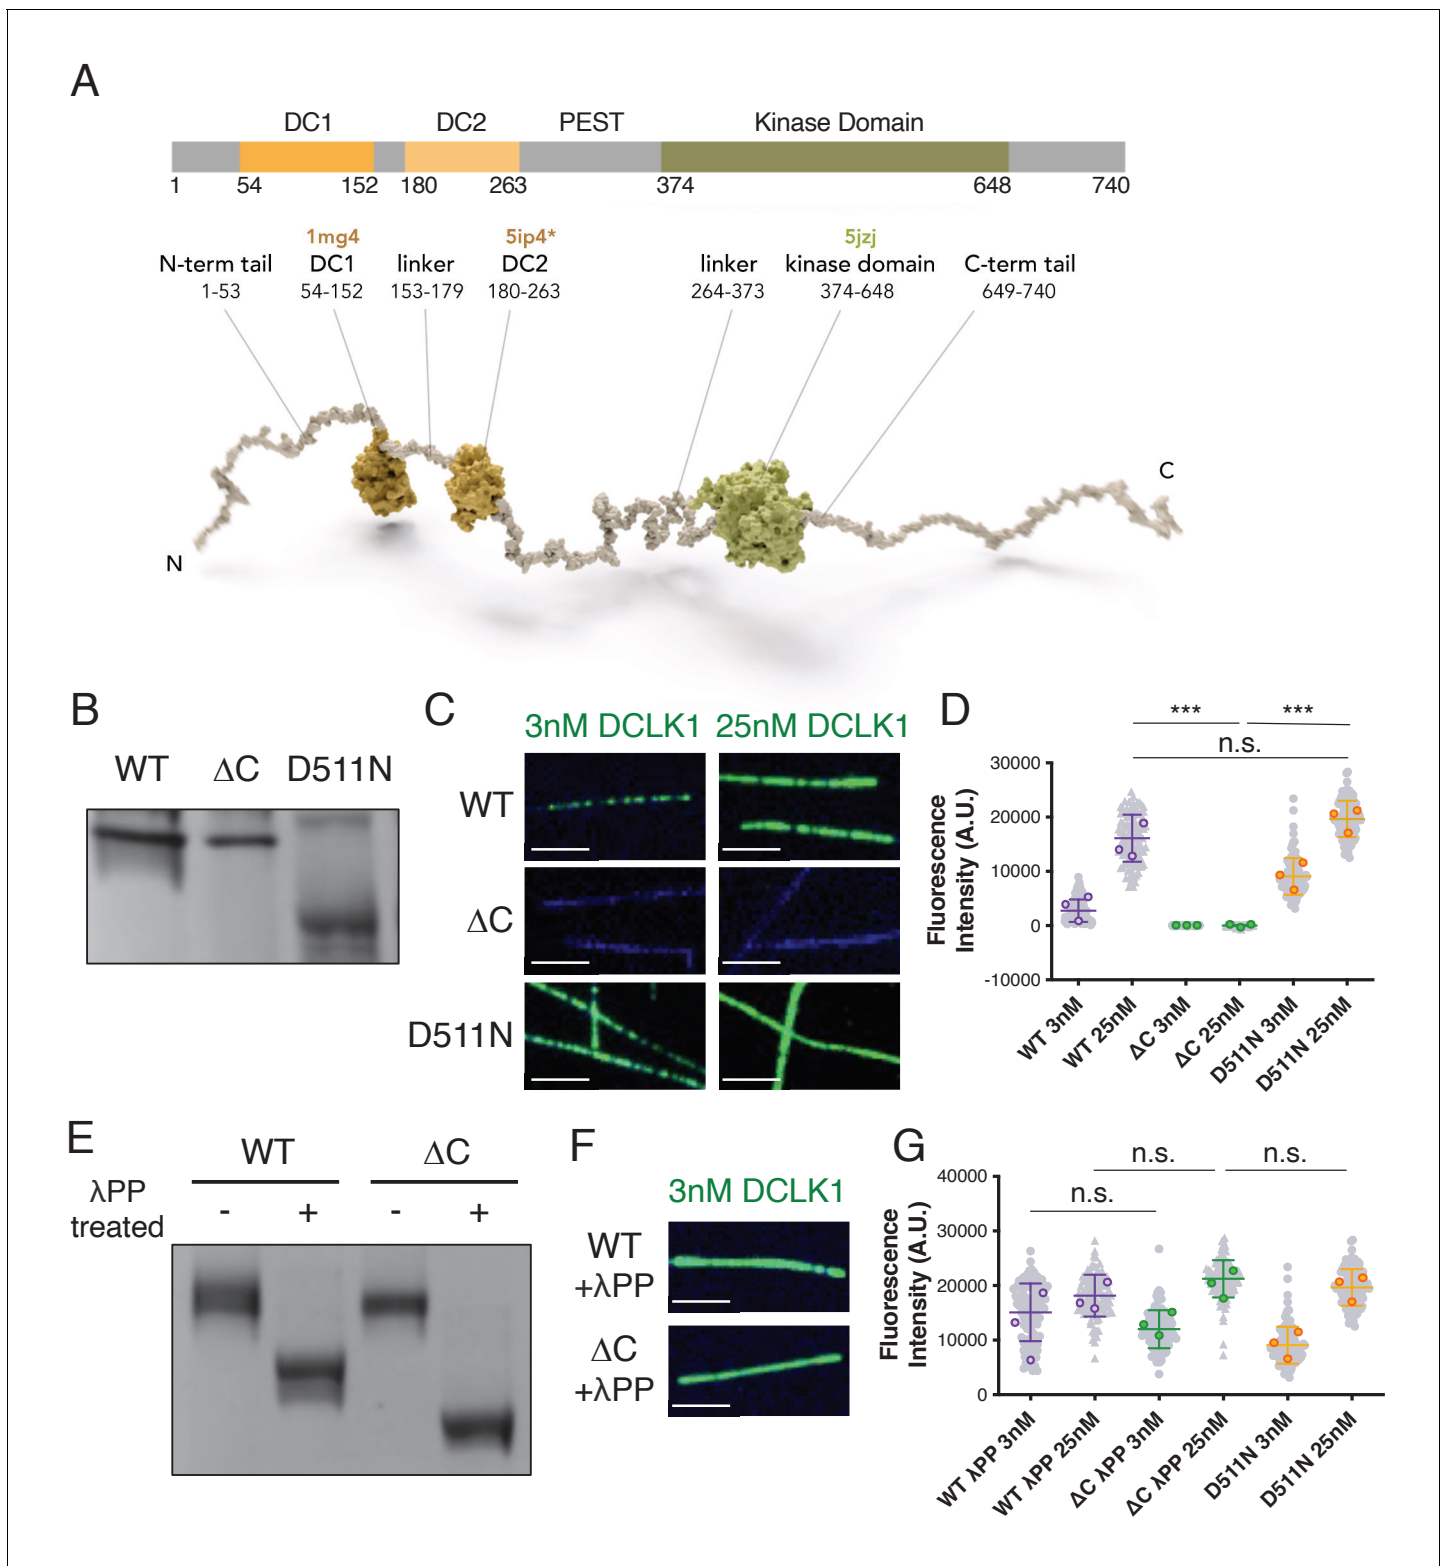 A
DC1 DC2 PEST Kinase Domain
1 54 152 180 263 374 648 740
1mg4 5ip4* 5jzj
N-term tail DC1 linker DC2 linker kinase domain C-term tail
1-53 54-152 153-179 180-263 264-373 374-648 649-740
C
N
B
WT ΔC D511N
C
3nM DCLK1 25nM DCLK1
WT
ΔC
D511N
D
*** ***
n.s.
Fluorescence
Intensity (A.U.)
30000
20000
10000
0
-10000
WT 3nM
WT 25nM
ΔC 3nM
ΔC 25nM
D511N 3nM
D511N 25nM
E
WT ΔC
λPP
treated
- + - +
F
3nM DCLK1
WT
+λPP
ΔC
+λPP
G
n.s. n.s.
n.s.
Fluorescence
Intensity (A.U.)
40000
30000
20000
10000
0
WT λPP 3nM
WT λPP 25nM
ΔC λPP 3nM
ΔC λPP 25nM
D511N 3nM
D511N 25nM